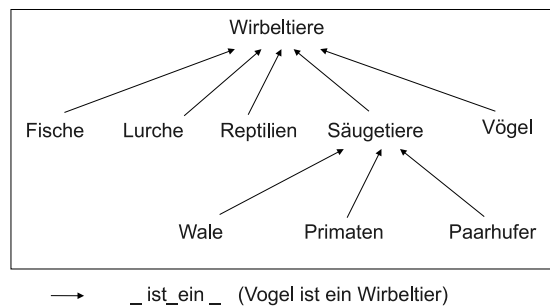 Wirbeltiere
Fische Lurche Reptilien Säugetiere Vögel
Wale Primaten Paarhufer
_ ist_ein _ (Vogel ist ein Wirbeltier)